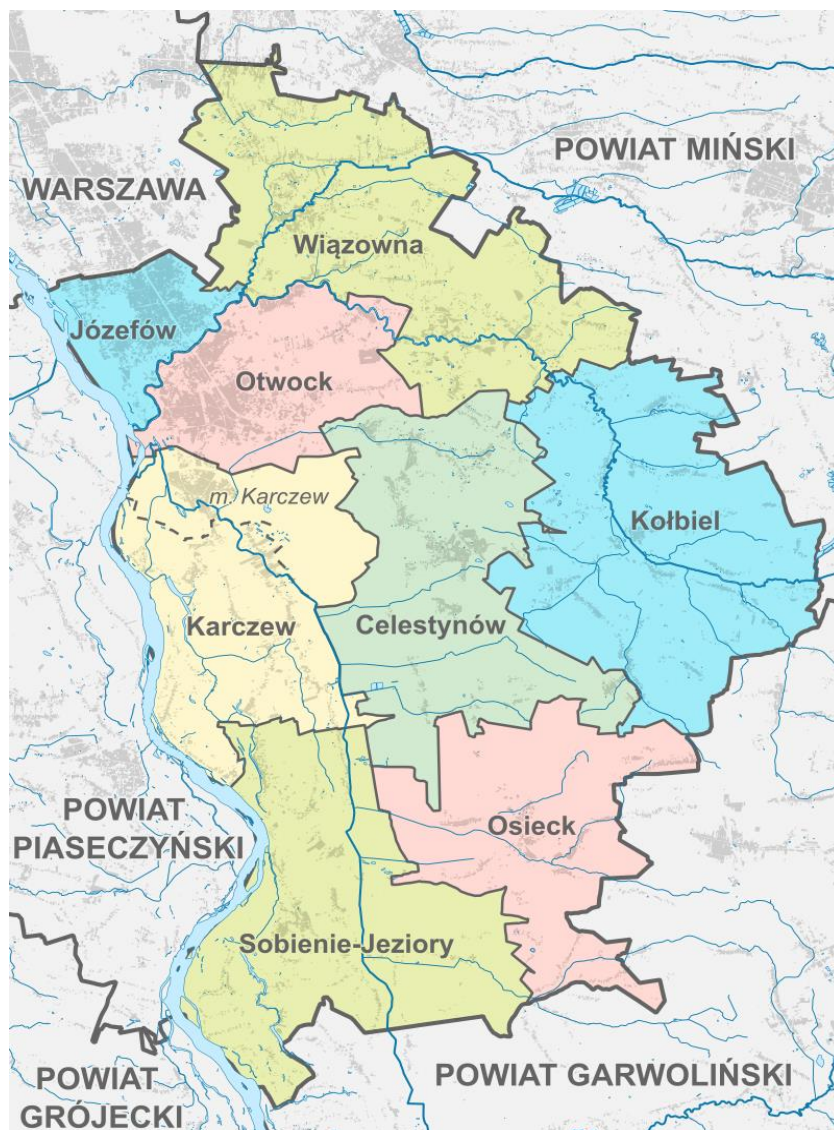 POWIAT MIŃSKI
WARSZAWA
Wiązowna
Józefów
Otwock
m. Karczew
Kołbiel
Karczew
Celestynów
POWIAT
PIASECZYŃSKI
Osieck
Sobienie-Jeziory
POWIAT
GRÓJECKI
POWIAT GARWOLIŃSKI